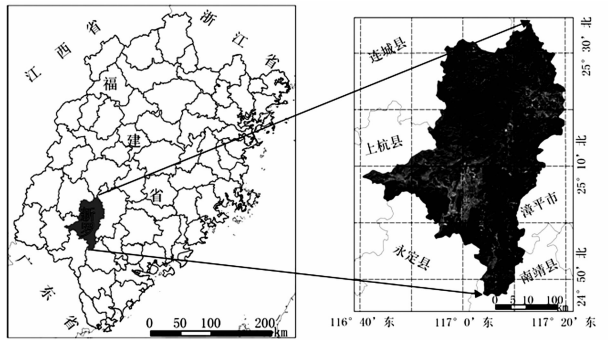 江西省
浙江省
福建省
广东省
0 50 100 200
km
连城县
上杭县
永定县
漳平市
南靖县
25° 30′ 北
25° 10′ 北
24° 50′ 北
0 5 10 100
km
116° 40′ 东
117° 0′ 东
117° 20′ 东